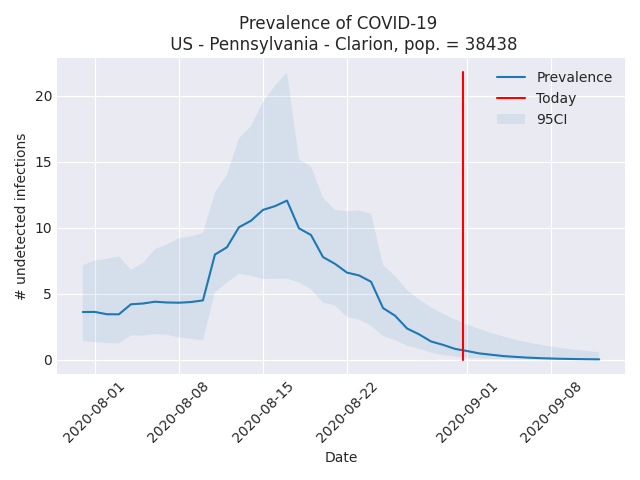 Prevalence of COVID-19
US - Pennsylvania - Clarion, pop. = 38438
Prevalence
Today
95CI
# undetected infections
20
15
10
5
0
2020-08-01
2020-08-08
2020-08-15
2020-08-22
2020-09-01
2020-09-08
Date